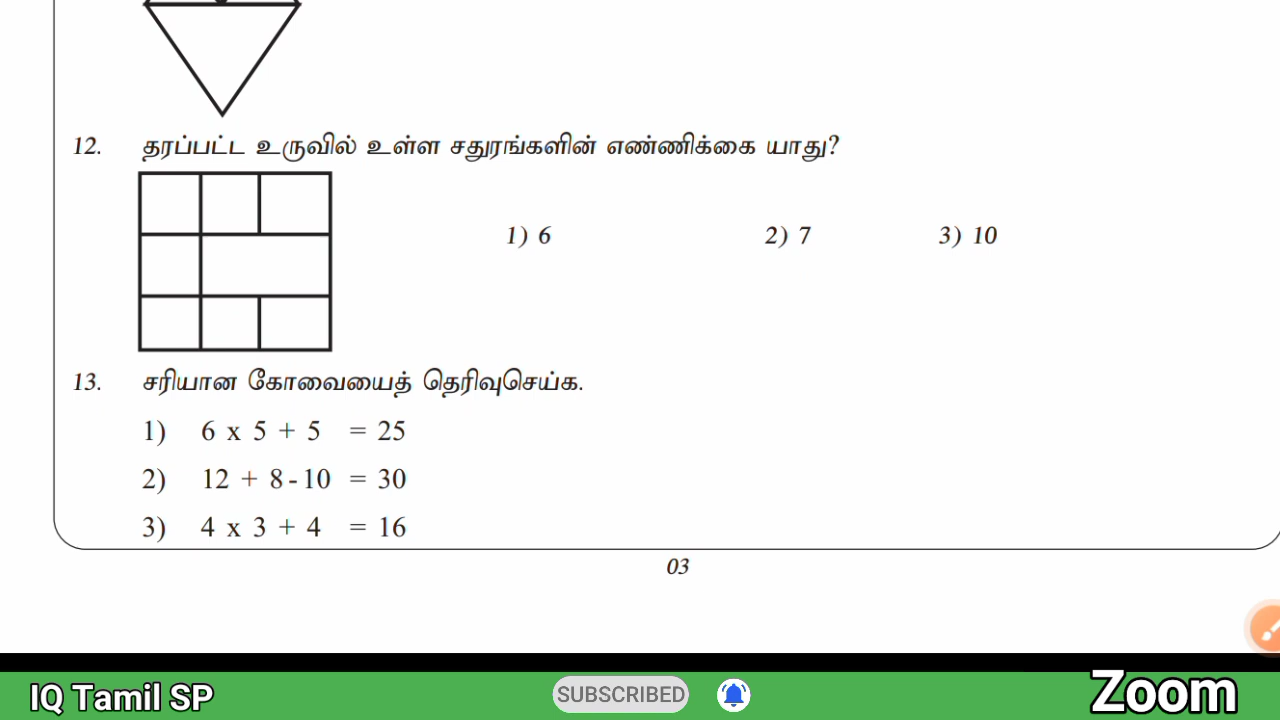 12. தரப்பட்ட உருவில் உள்ள சதுரங்களின் எண்ணிக்கை யாது?
1) 6 2) 7 3) 10
13. சரியான கோவையைத் தெரிவுசெய்க.
1) 6 x 5 + 5 = 25
2) 12 + 8 - 10 = 30
3) 4 x 3 + 4 = 16
03
IQ Tamil SP SUBSCRIBED Zoom